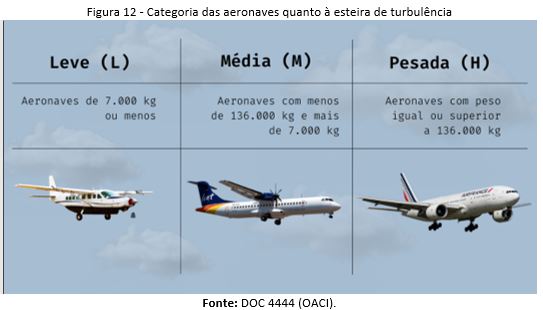 Figura 12 - Categoria das aeronaves quanto à esteira de turbulência
Leve (L)
Média (M)
Pesada (H)
Aeronaves de 7.000 kg
ou menos
Aeronaves com menos
de 136.000 kg e mais
de 7.000 kg
Aeronaves com peso
igual ou superior
a 136.000 kg
AIRFRANCE
Fonte: DOC 4444 (OACI).